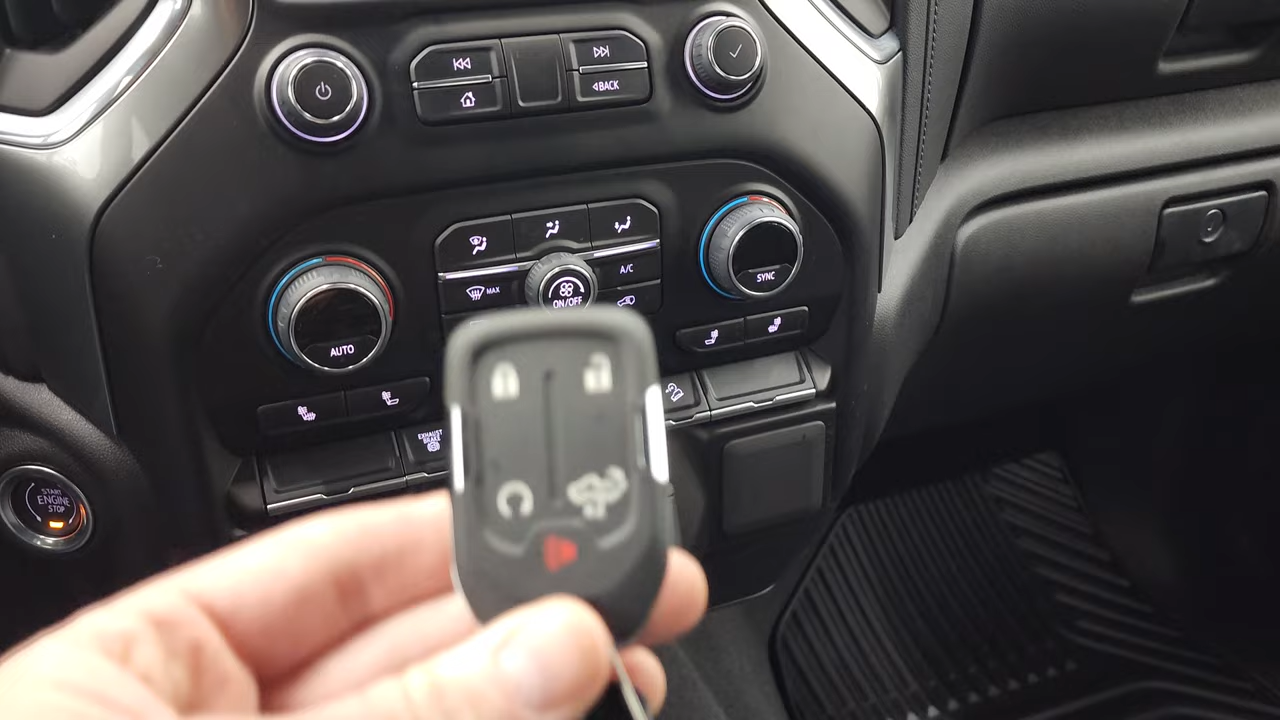 BACK
MAX
A/C
ON/OFF
SYNC
AUTO
EXHAUST
BRAKE
START
ENGINE
STOP